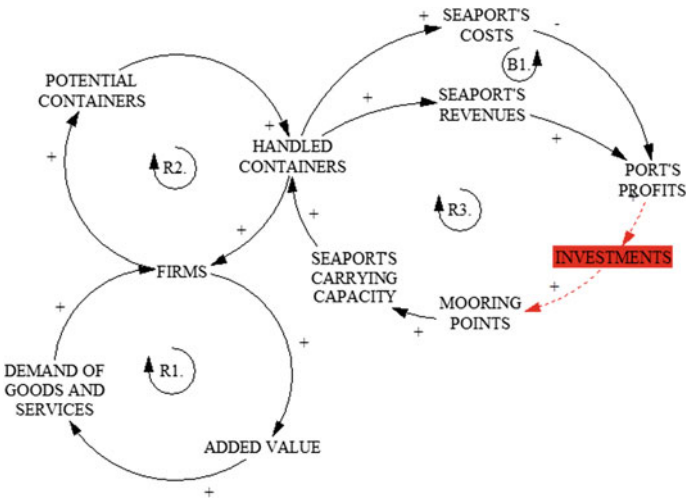 SEAPORT'S
COSTS
+
-
B1.
POTENTIAL
CONTAINERS
+
SEAPORT'S
REVENUES
+
+
HANDLED
CONTAINERS
+
R2.
PORT'S
PROFITS
+
R3.
+
+
SEAPORT'S
CARRYING
CAPACITY
INVESTMENTS
FIRMS
+
MOORING
POINTS
+
+
+
R1.
DEMAND OF
GOODS AND
SERVICES
ADDED VALUE
+